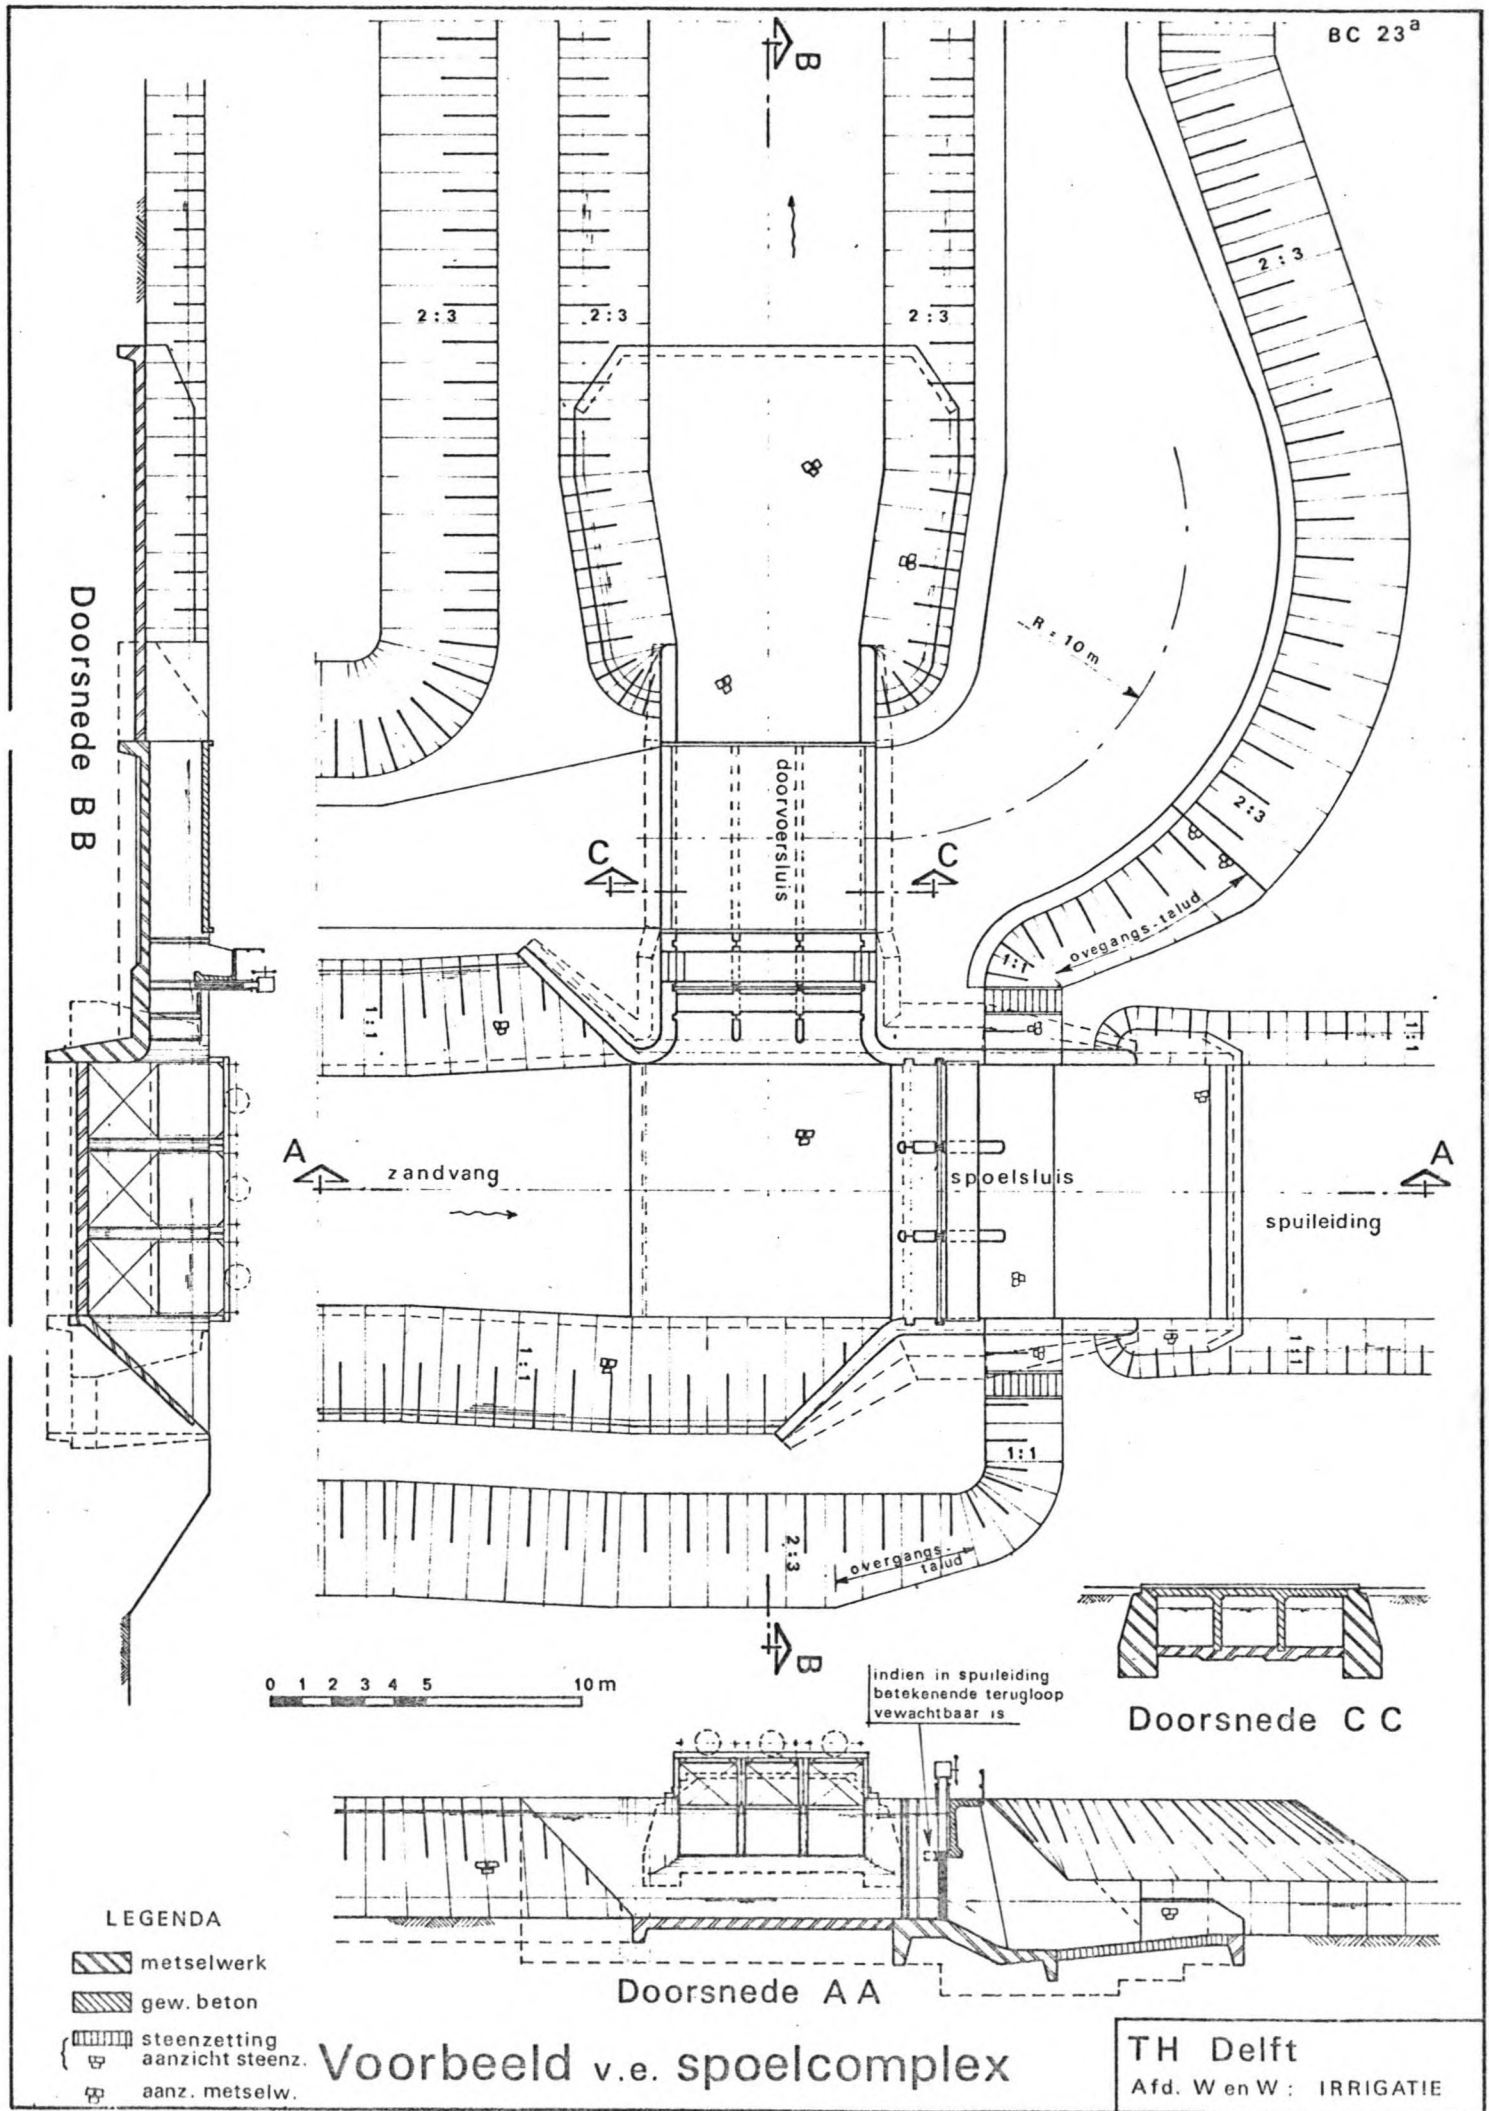 BC 23a
B
2:3
2:3
2:3
2:3
Doorsnede B B
R = 10 m
doorvoersluis
2:3
C
C
ovegangs-talud
1:1
1:1
1:1
A
zandvang
spoelsluis
A
spuileiding
1:1
1:1
1:1
2:3
overgangs-
talud
B
0 1 2 3 4 5 10 m
indien in spuileiding
betekenende terugloop
vewachtbaar is
Doorsnede C C
Doorsnede A A
LEGENDA
metselwerk
gew. beton
steenzetting
aanzicht steenz.
aanz. metselw.
Voorbeeld v.e. spoelcomplex
TH Delft
Afd. W en W : IRRIGATIE